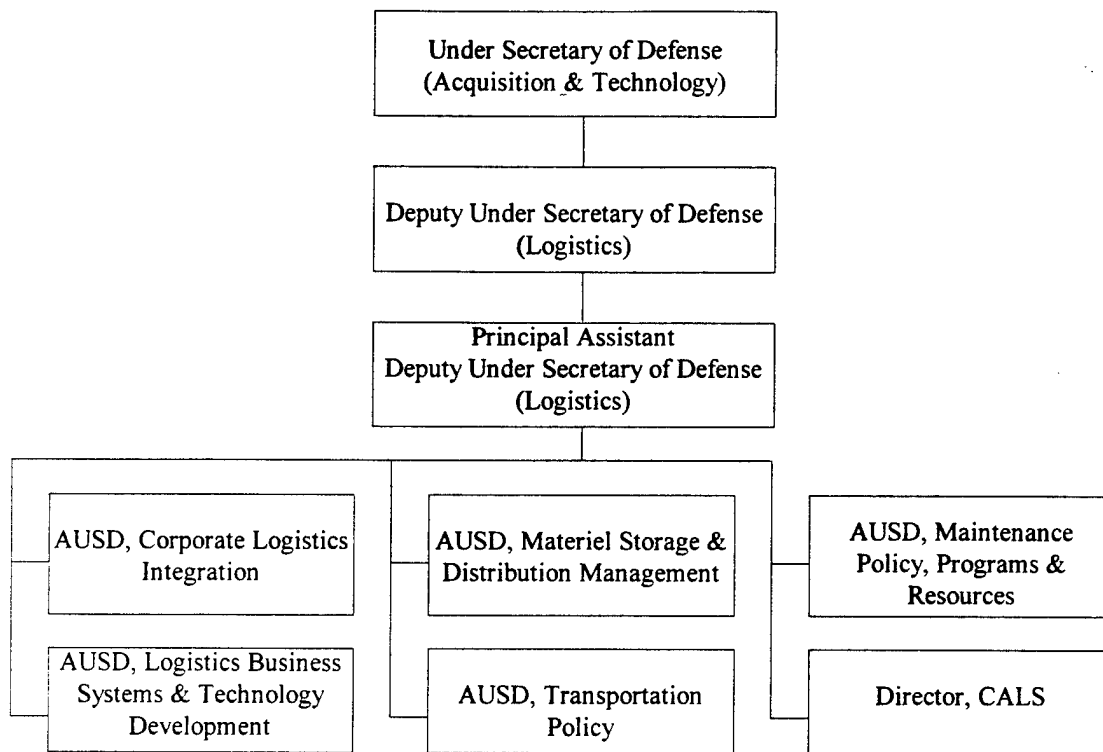 Under Secretary of Defense
(Acquisition & Technology)
Deputy Under Secretary of Defense
(Logistics)
Principal Assistant
Deputy Under Secretary of Defense
(Logistics)
AUSD, Corporate Logistics
Integration
AUSD, Materiel Storage &
Distribution Management
AUSD, Maintenance
Policy, Programs &
Resources
AUSD, Logistics Business
Systems & Technology
Development
AUSD, Transportation
Policy
Director, CALS